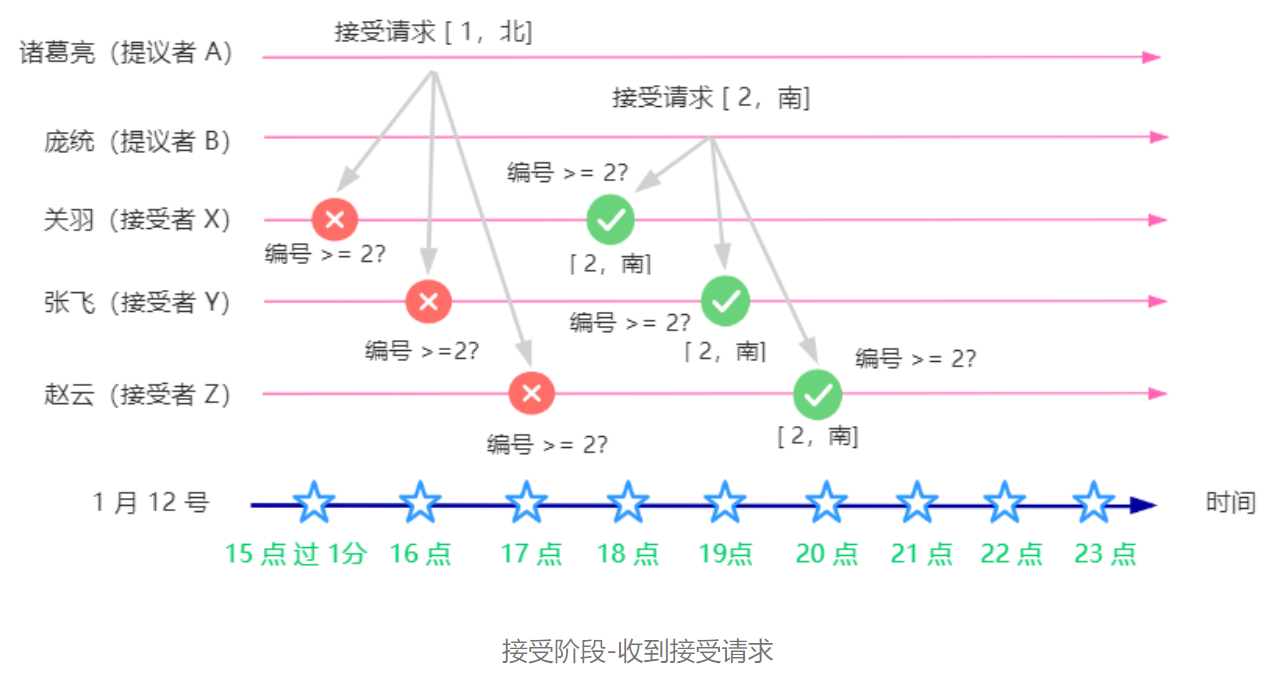 接受请求 [ 1，北]
诸葛亮（提议者 A）
接受请求 [ 2，南]
庞统（提议者 B）
编号 >= 2?
关羽（接受者 X）
编号 >= 2?
[ 2，南]
张飞（接受者 Y）
编号 >= 2?
编号 >=2?
[ 2，南]
编号 >= 2?
赵云（接受者 Z）
编号 >= 2?
[ 2，南]
1 月 12 号
时间
15 点 过 1分
16 点
17 点
18 点
19点
20 点
21 点
22 点
23 点
接受阶段-收到接受请求